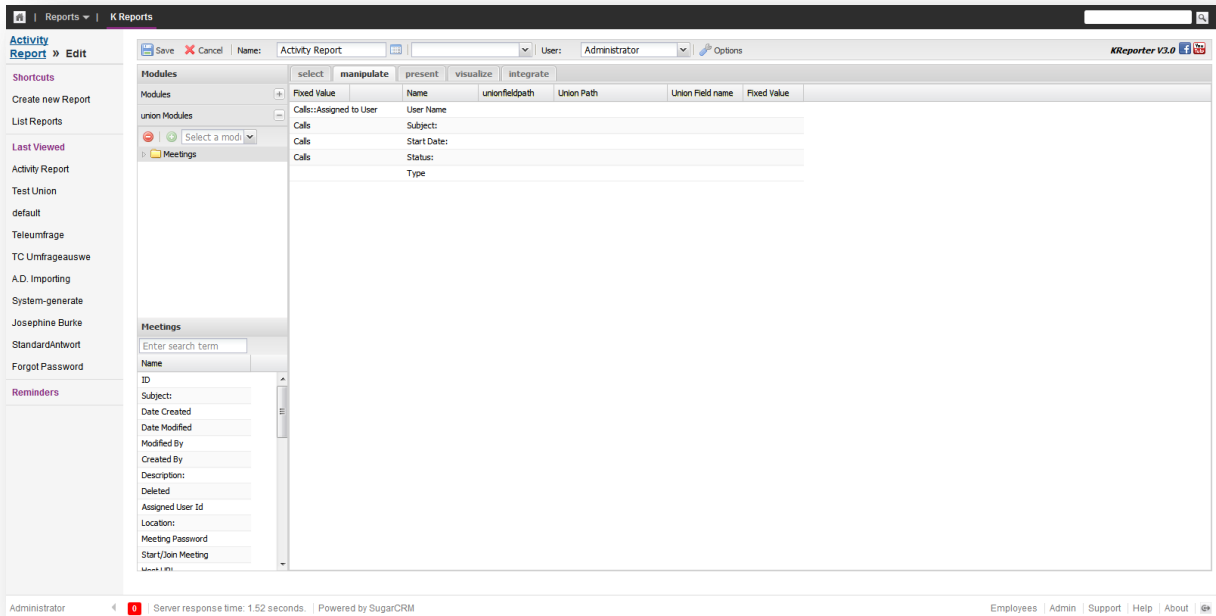 | Reports | K Reports
Activity
Report » Edit
Save Cancel Name: Activity Report User: Administrator Options KReporter V3.0
Shortcuts
Create new Report
List Reports
Last Viewed
Activity Report
Test Union
default
Teleumfrage
TC Umfrageauswe
A.D. Importing
System-generate
Josephine Burke
StandardAntwort
Forgot Password
Reminders
Modules
Modules
union Modules
Select a modu
Meetings
Meetings
Enter search term
Name
ID
Subject:
Date Created
Date Modified
Modified By
Created By
Description:
Deleted
Assigned User Id
Location:
Meeting Password
Start/Join Meeting
Host URL
select manipulate present visualize integrate
Fixed Value Name unionfieldpath Union Path Union Field name Fixed Value
Calls::Assigned to User User Name
Calls Subject:
Calls Start Date:
Calls Status:
Type
Administrator 0 Server response time: 1.52 seconds. Powered by SugarCRM Employees | Admin | Support | Help | About